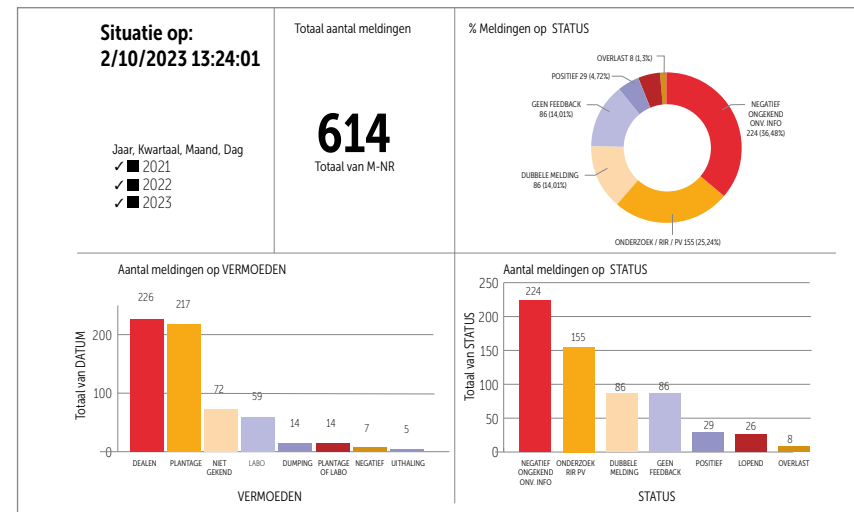 Situatie op:
2/10/2023 13:24:01
Jaar, Kwartaal, Maand, Dag
✓ ■ 2021
✓ ■ 2022
✓ ■ 2023
Totaal aantal meldingen
614
Totaal van M-NR
% Meldingen op STATUS
OVERLAST 8 (1,3%)
POSITIEF 29 (4,72%)
GEEN FEEDBACK
86 (14,01%)
DUBBELE MELDING
86 (14,01%)
NEGATIEF
ONGEKEND
ONV. INFO
224 (36,48%)
ONDERZOEK / RIR / PV 155 (25,24%)
Aantal meldingen op VERMOEDEN
Totaal van DATUM
200
100
0
226
217
72
59
14
14
7
5
DEALEN
PLANTAGE
NIET
GEKEND
LABO
DUMPING
PLANTAGE
OF LABO
NEGATIEF
UITHALING
VERMOEDEN
Aantal meldingen op STATUS
Totaal van STATUS
250
200
150
100
50
0
224
155
86
86
29
26
8
NEGATIEF
ONGEKEND
ONV. INFO
ONDERZOEK
RIR PV
DUBBELE
MELDING
GEEN
FEEDBACK
POSITIEF
LOPEND
OVERLAST
STATUS